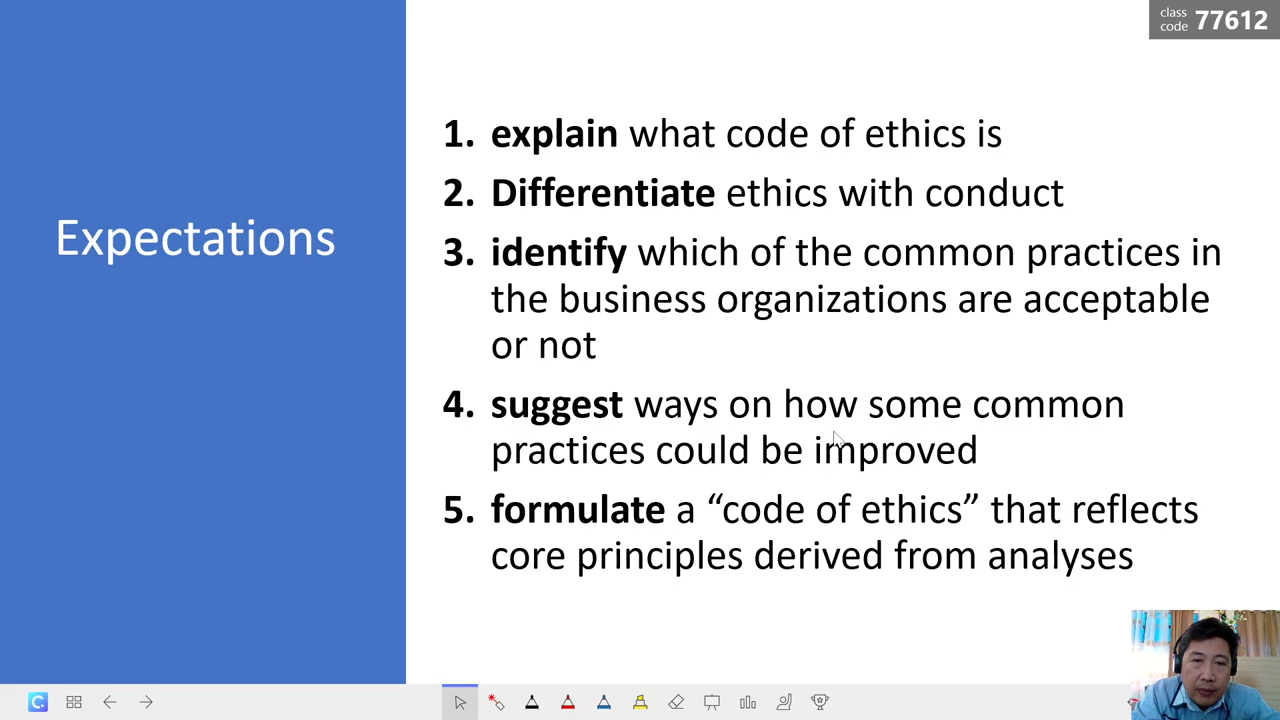 class
code 77612
Expectations
1. explain what code of ethics is
2. Differentiate ethics with conduct
3. identify which of the common practices in
the business organizations are acceptable
or not
4. suggest ways on how some common
practices could be improved
5. formulate a “code of ethics” that reflects
core principles derived from analyses
C